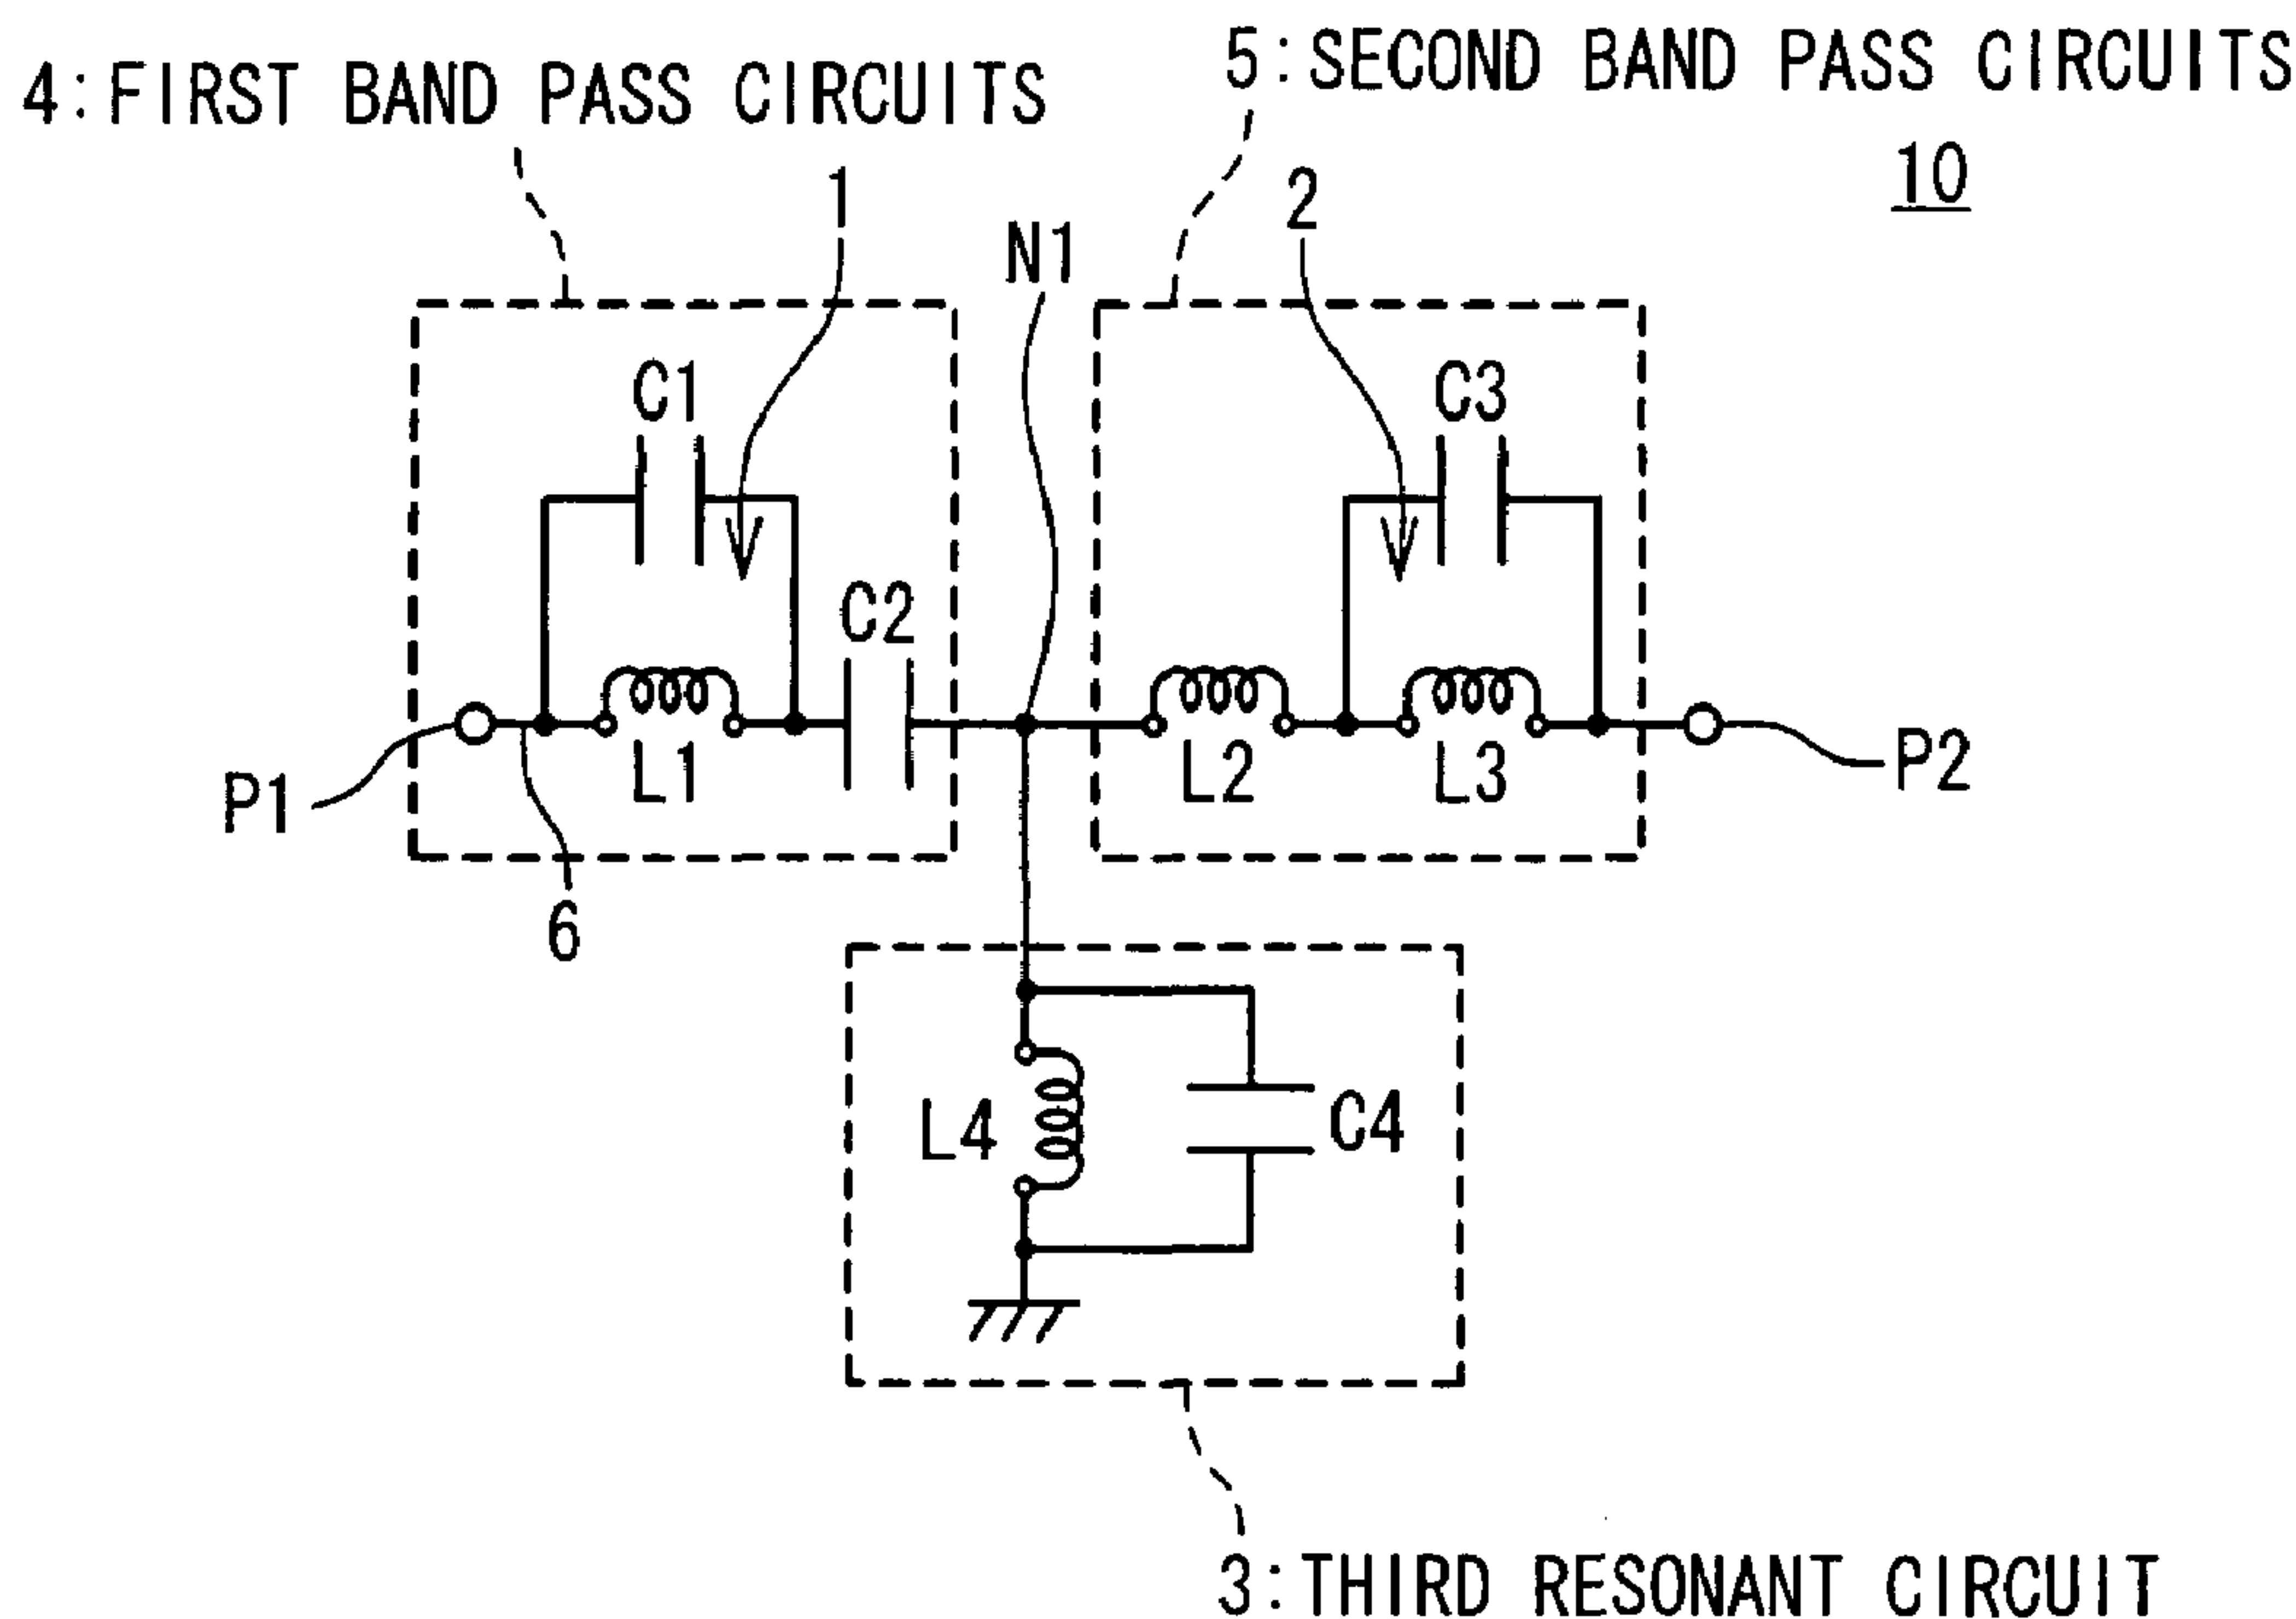 5:SECOND BAND PASS CIRCUITS
4:FIRST BAND PASS CIRCUITS
10
1
2
N1
C1
C3
C2
L1
L2
L3
P1
P2
6
L4
C4
3:THIRD RESONANT CIRCUIT